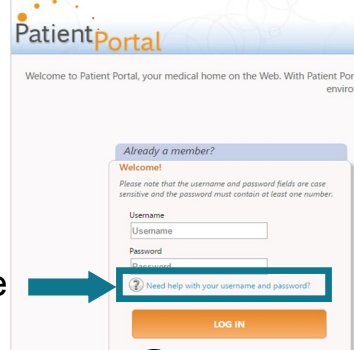 PatientPortal
Welcome to Patient Portal, your medical home on the Web. With Patient Por
enviro
Already a member?
Welcome!
Please note that the username and password fields are case
sensitive and the password must contain at least one number.
Username
Username
Password
Password
e
? Need help with your username and password?
LOG IN